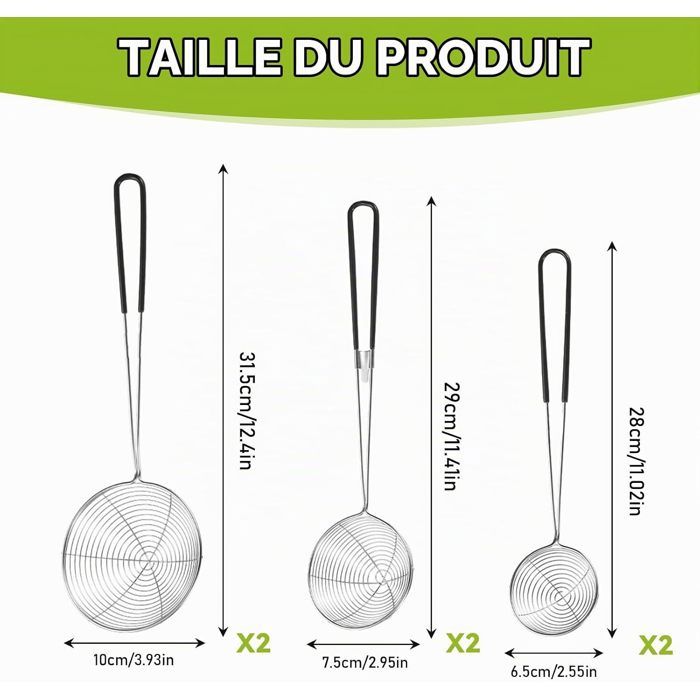 TAILLE DU PRODUIT
31.5cm/12.4in
10cm/3.93in
X2
29cm/11.41in
7.5cm/2.95in
X2
28cm/11.02in
6.5cm/2.55in
X2